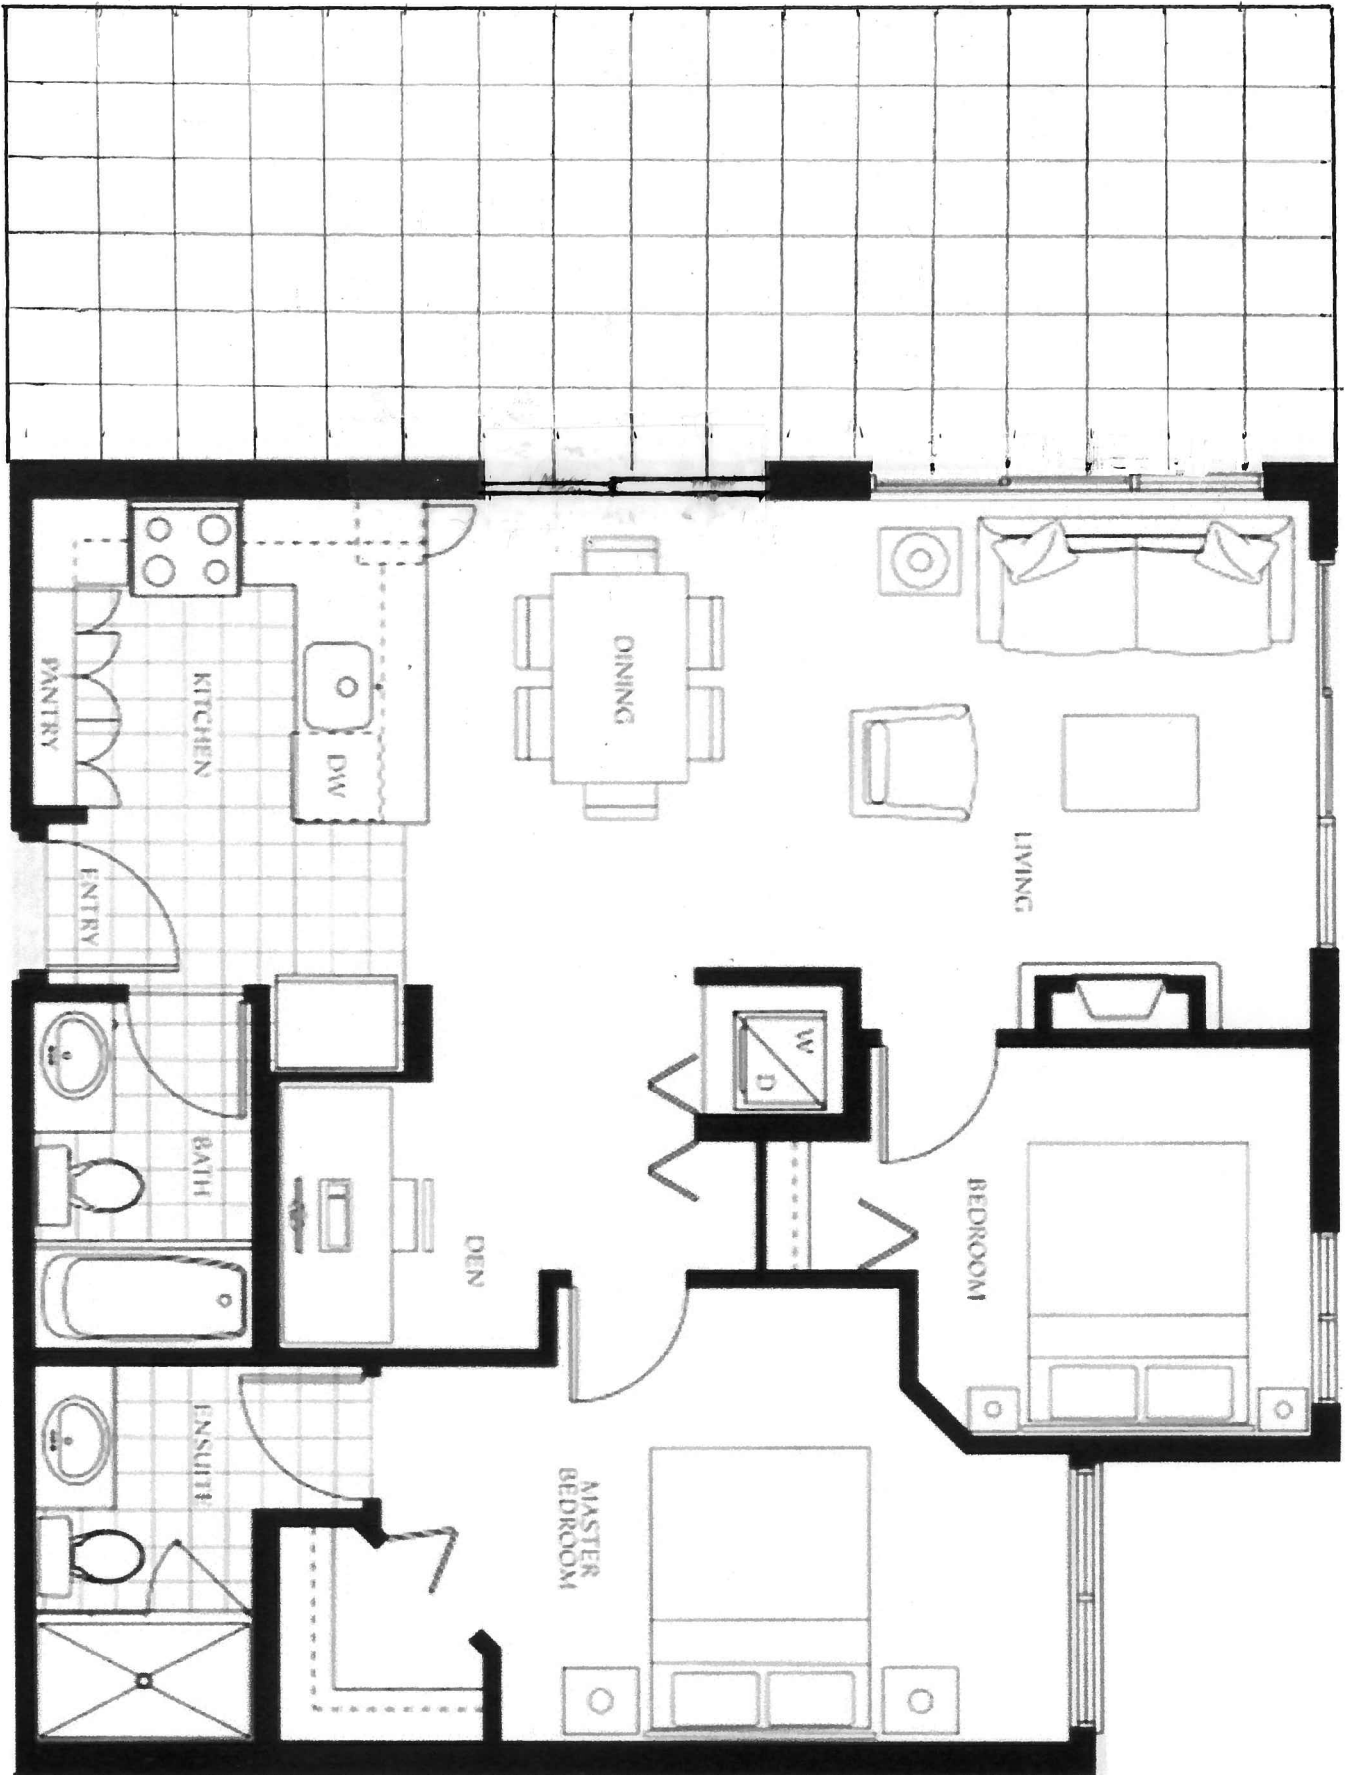 DINING
PANTRY
KITCHEN
DW
ENTRY
LIVING
W
D
BATH
BEDROOM
DEN
ENSUITE
MASTER
BEDROOM